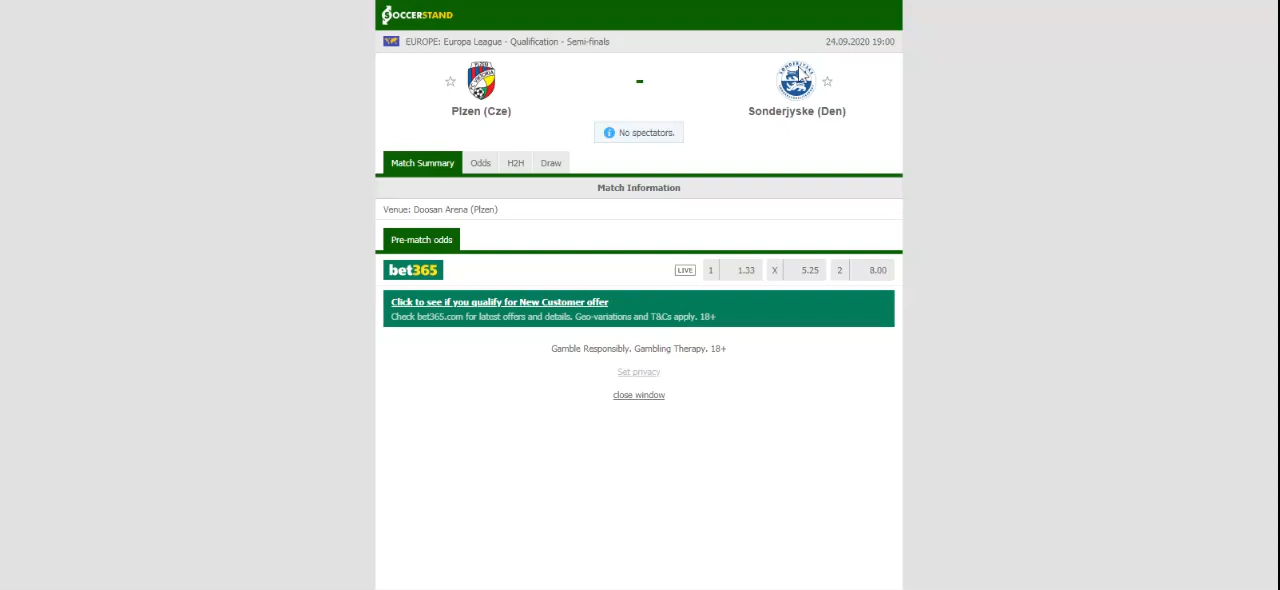 SOCCERSTAND
EUROPE: Europa League - Qualification - Semi-finals 24.09.2020 19:00
-
Plzen (Cze) Sonderjyske (Den)
No spectators.
Match Summary Odds H2H Draw
Match Information
Venue: Doosan Arena (Plzen)
Pre-match odds
bet365 LIVE 1 1.33 X 5.25 2 8.00
Click to see if you qualify for New Customer offer
Check bet365.com for latest offers and details. Geo-variations and T&Cs apply. 18+
Gamble Responsibly. Gambling Therapy. 18+
Set privacy
close window